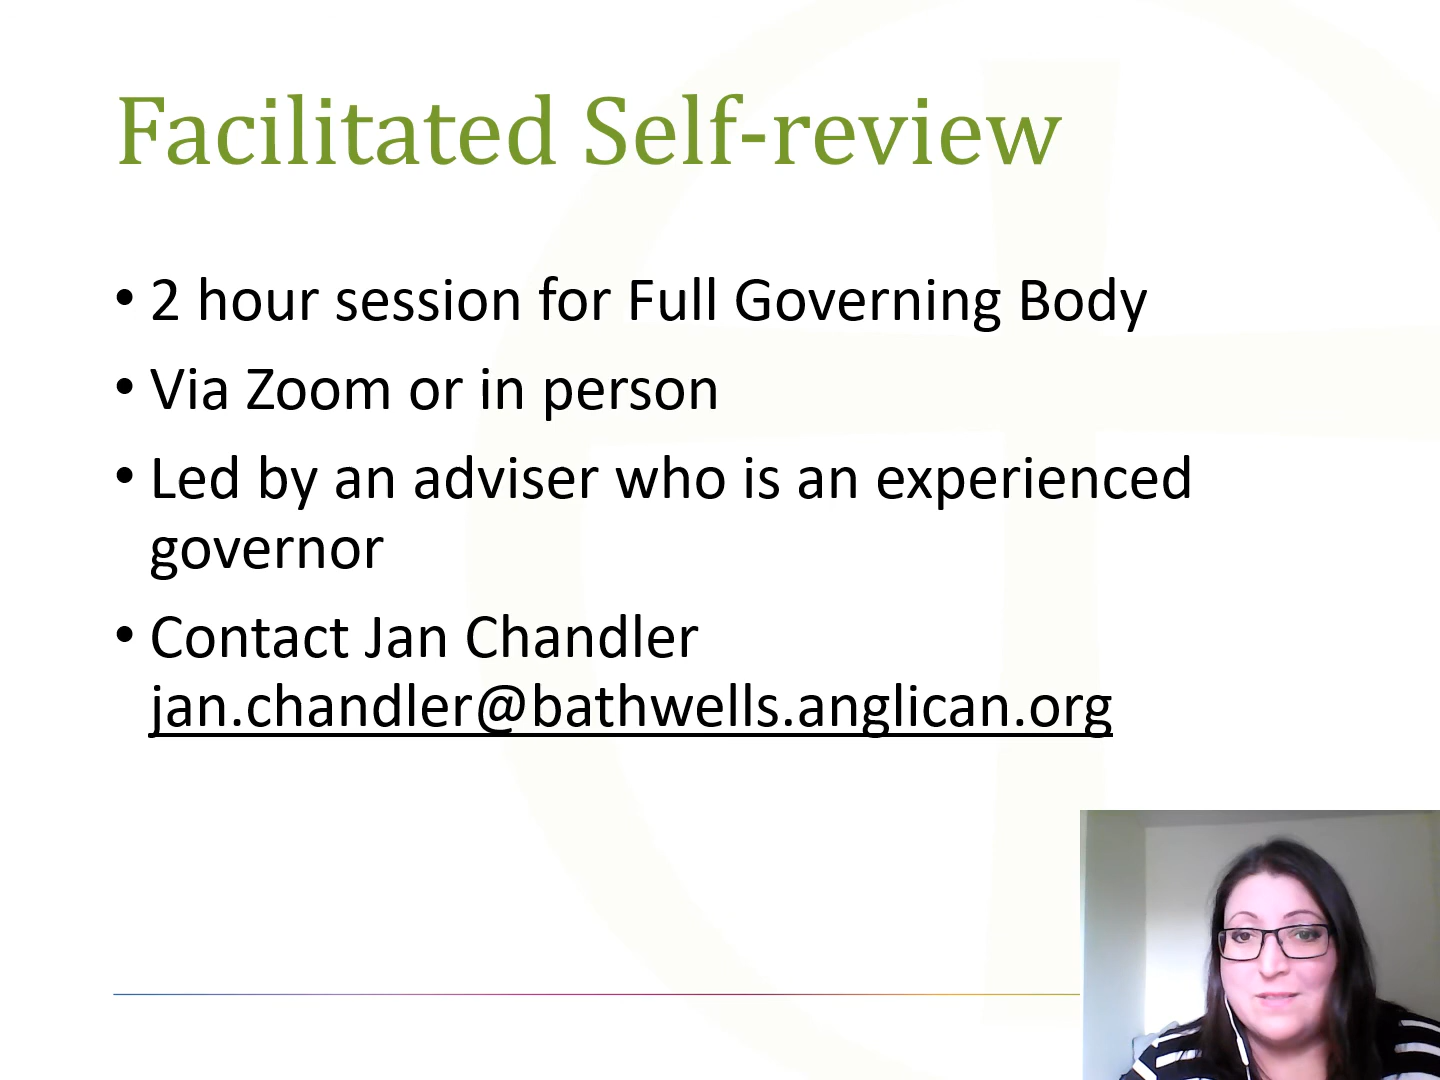 Facilitated Self-review
• 2 hour session for Full Governing Body
• Via Zoom or in person
• Led by an adviser who is an experienced
governor
• Contact Jan Chandler
jan.chandler@bathwells.anglican.org